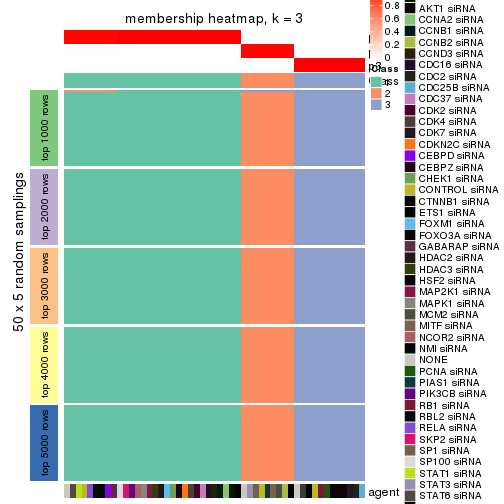 membership heatmap, k = 3
50 x 5 random samplings
top 1000 rows
top 2000 rows
top 3000 rows
top 4000 rows
top 5000 rows
agent
0.8
0.6
0.4
0.2
0
Class
1
2
3
AKT1 siRNA
CCNA2 siRNA
CCNB1 siRNA
CCNB2 siRNA
CCND3 siRNA
CDC16 siRNA
CDC2 siRNA
CDC25B siRNA
CDC37 siRNA
CDK2 siRNA
CDK4 siRNA
CDK7 siRNA
CDKN2C siRNA
CEBPD siRNA
CEBPZ siRNA
CHEK1 siRNA
CONTROL siRNA
CTNNB1 siRNA
ETS1 siRNA
FOXM1 siRNA
FOXO3A siRNA
GABARAP siRNA
HDAC2 siRNA
HDAC3 siRNA
HSF2 siRNA
MAP2K1 siRNA
MAPK1 siRNA
MCM2 siRNA
MITF siRNA
NCOR2 siRNA
NMI siRNA
NONE
PCNA siRNA
PIAS1 siRNA
PIK3CB siRNA
RB1 siRNA
RBL2 siRNA
RELA siRNA
SKP2 siRNA
SP1 siRNA
SP100 siRNA
STAT1 siRNA
STAT3 siRNA
STAT6 siRNA